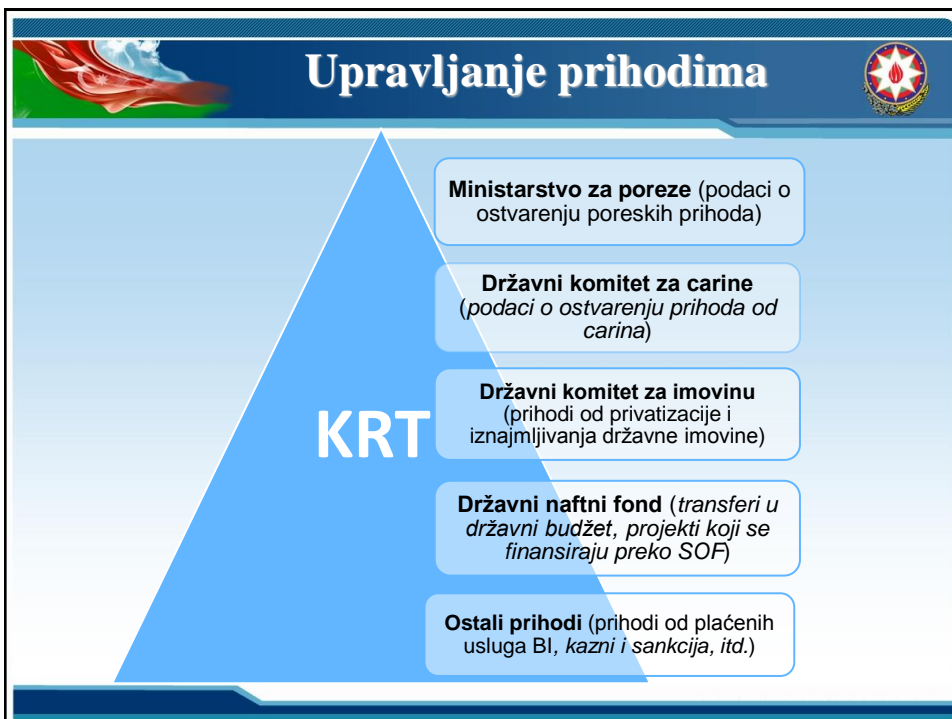 Upravljanje prihodima
Ministarstvo za poreze (podaci o
ostvarenju poreskih prihoda)
Državni komitet za carine
(podaci o ostvarenju prihoda od
carina)
KRT
Državni komitet za imovinu
(prihodi od privatizacije i
iznajmljivanja državne imovine)
Državni naftni fond (transferi u
državni budžet, projekti koji se
finansiraju preko SOF)
Ostali prihodi (prihodi od plaćenih
usluga BI, kazni i sankcija, itd.)